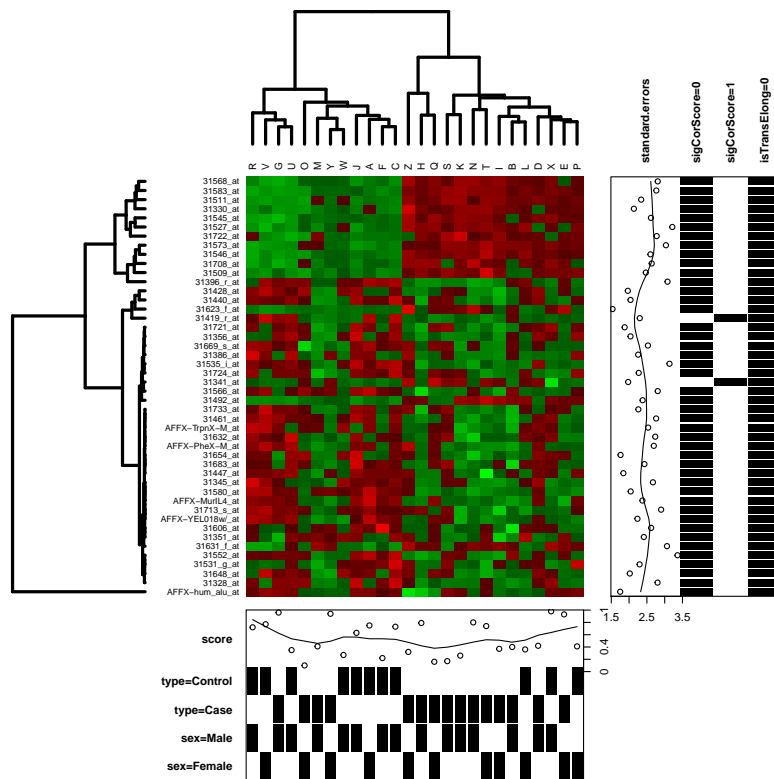 standard.errors
sigCorScore=0
sigCorScore=1
isTransElong=0
R V G U O M Y W J A F C Z H Q S K N T I B L D X E P
31568_at
31583_at
31511_at
31330_at
31545_at
31527_at
31722_at
31573_at
31546_at
31708_at
31509_at
31396_r_at
31428_at
31440_at
31623_f_at
31419_r_at
31721_at
31356_at
31669_s_at
31386_at
31535_i_at
31724_at
31341_at
31566_at
31492_at
31733_at
31461_at
AFFX−TrpnX−M_at
31632_at
AFFX−PheX−M_at
31654_at
31683_at
31447_at
31345_at
31580_at
AFFX−MurIL4_at
31713_s_at
AFFX−YEL018w/_at
31606_at
31351_at
31631_f_at
31552_at
31531_g_at
31648_at
31328_at
AFFX−hum_alu_at
1.5 2.5 3.5
score
0 0.4 1
type=Control
type=Case
sex=Male
sex=Female